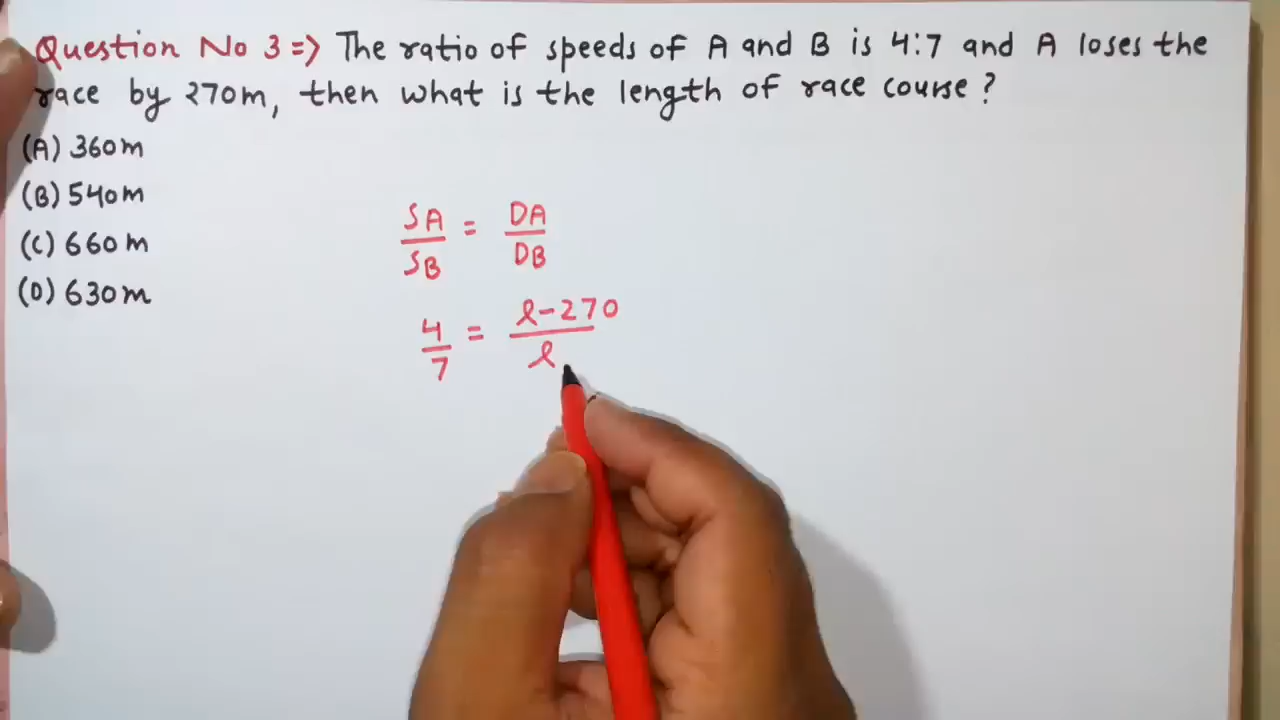 Question No 3 => The ratio of speeds of A and B is 4:7 and A loses the
race by 270m, then what is the length of race course ?
(A) 360m
(B) 540m
(C) 660m
(D) 630m
SA/SB = DA/DB
4/7 = l-270/l